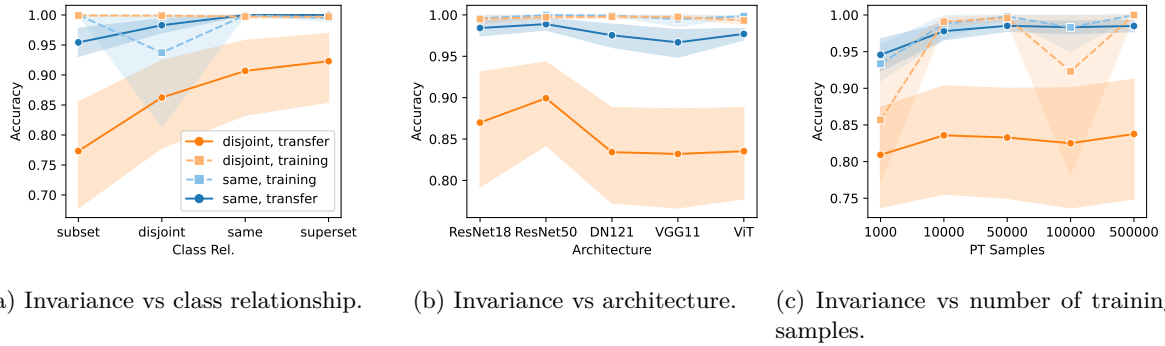 1.00
0.95
0.90
0.85
0.80
0.75
0.70
Accuracy
subset disjoint same superset
Class Rel.
disjoint, transfer
disjoint, training
same, training
same, transfer
1.00
0.95
0.90
0.85
0.80
Accuracy
ResNet18 ResNet50 DN121 VGG11 ViT
Architecture
1.00
0.95
0.90
0.85
0.80
0.75
Accuracy
1000 10000 50000 100000 500000
PT Samples
a) Invariance vs class relationship.
(b) Invariance vs architecture.
(c) Invariance vs number of training
samples.